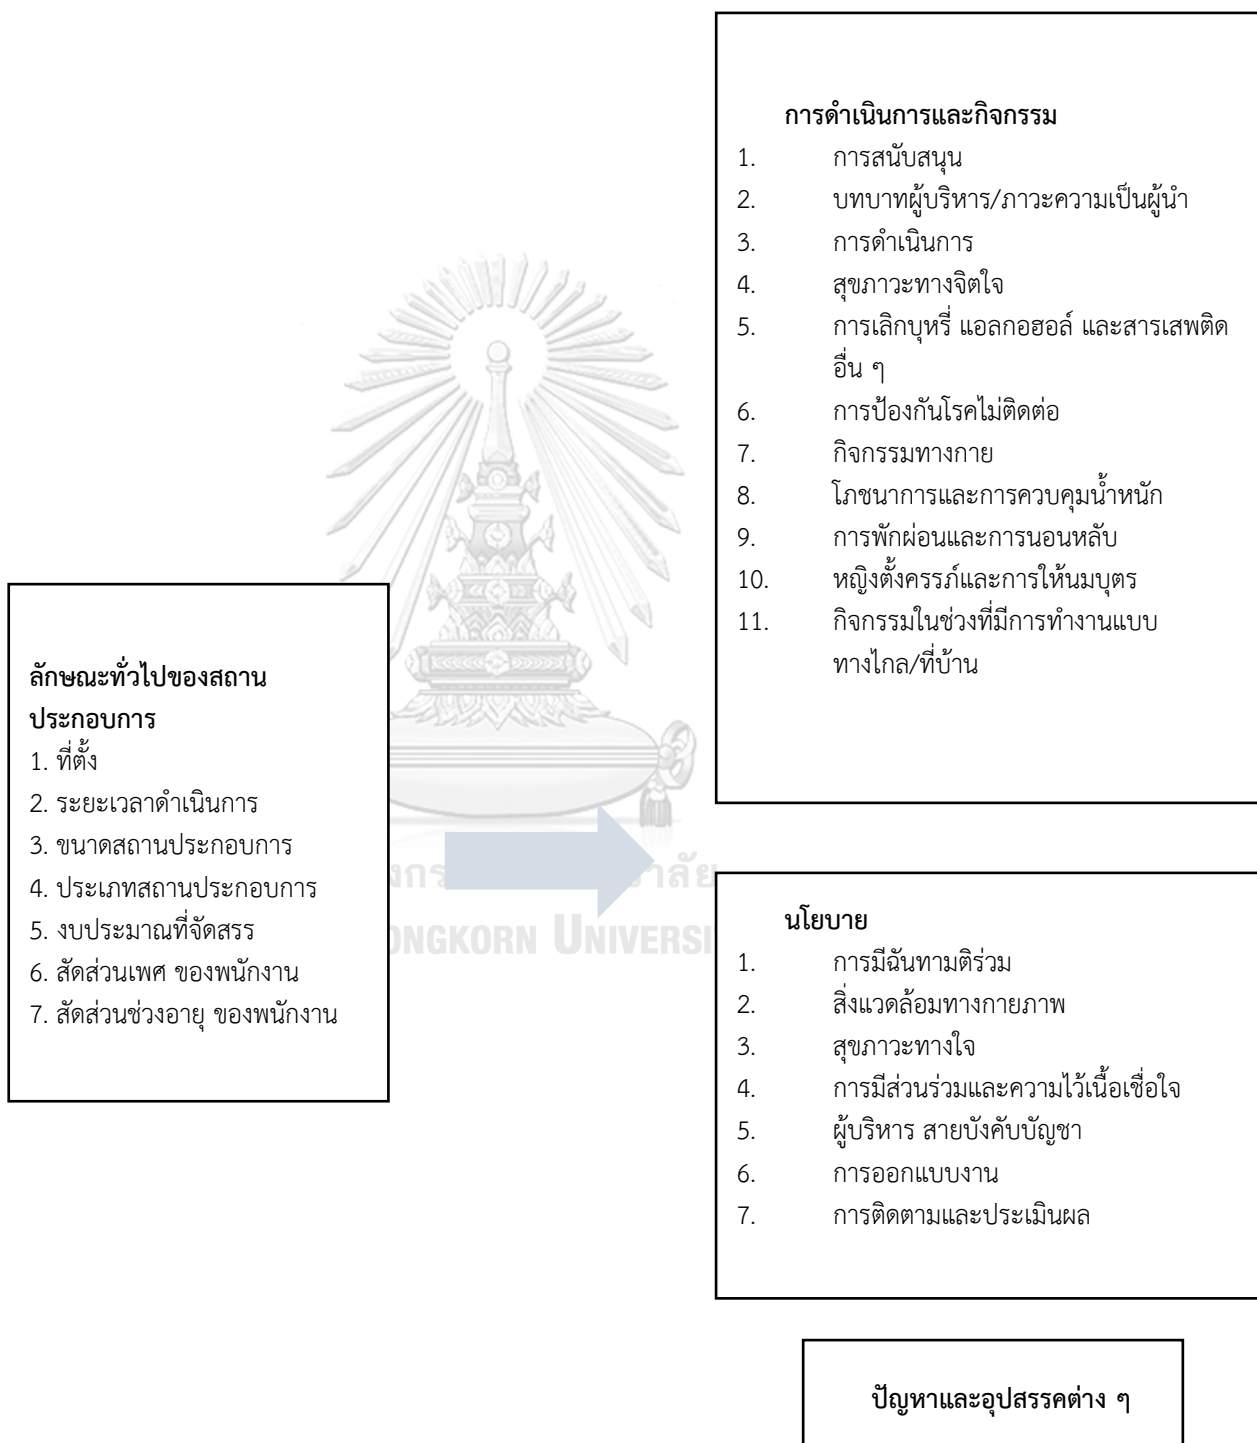 การดำเนินการและกิจกรรม
1. การสนับสนุน
2. บทบาทผู้บริหาร/ภาวะความเป็นผู้นำ
3. การดำเนินการ
4. สุขภาวะทางจิตใจ
5. การเลิกบุหรี่ แอลกอฮอล์ และสารเสพติด
อื่น ๆ
6. การป้องกันโรคไม่ติดต่อ
7. กิจกรรมทางกาย
8. โภชนาการและการควบคุมน้ำหนัก
9. การพักผ่อนและการนอนหลับ
10. หญิงตั้งครรภ์และการให้นมบุตร
11. กิจกรรมในช่วงที่มีการทำงานแบบ
ทางไกล/ที่บ้าน
ลักษณะทั่วไปของสถาน
ประกอบการ
1. ที่ตั้ง
2. ระยะเวลาดำเนินการ
3. ขนาดสถานประกอบการ
4. ประเภทสถานประกอบการ
5. งบประมาณที่จัดสรร
6. สัดส่วนเพศ ของพนักงาน
7. สัดส่วนช่วงอายุ ของพนักงาน
นโยบาย
1. การมีฉันทามติร่วม
2. สิ่งแวดล้อมทางกายภาพ
3. สุขภาวะทางใจ
4. การมีส่วนร่วมและความไว้เนื้อเชื่อใจ
5. ผู้บริหาร สายบังคับบัญชา
6. การออกแบบงาน
7. การติดตามและประเมินผล
ปัญหาและอุปสรรคต่าง ๆ